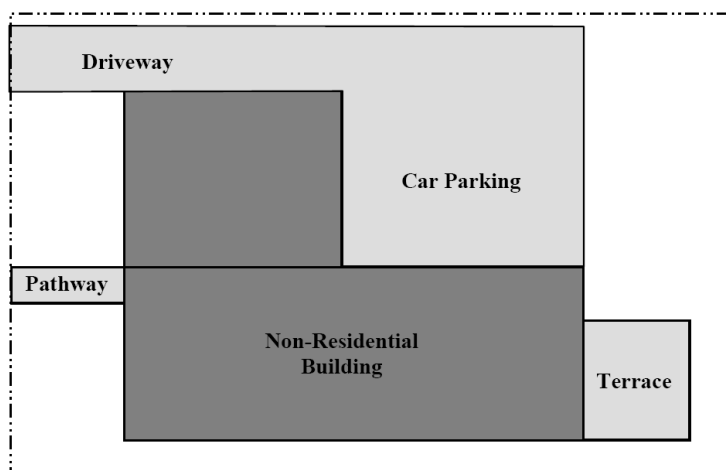 Driveway
Car Parking
Pathway
Non-Residential
Building
Terrace